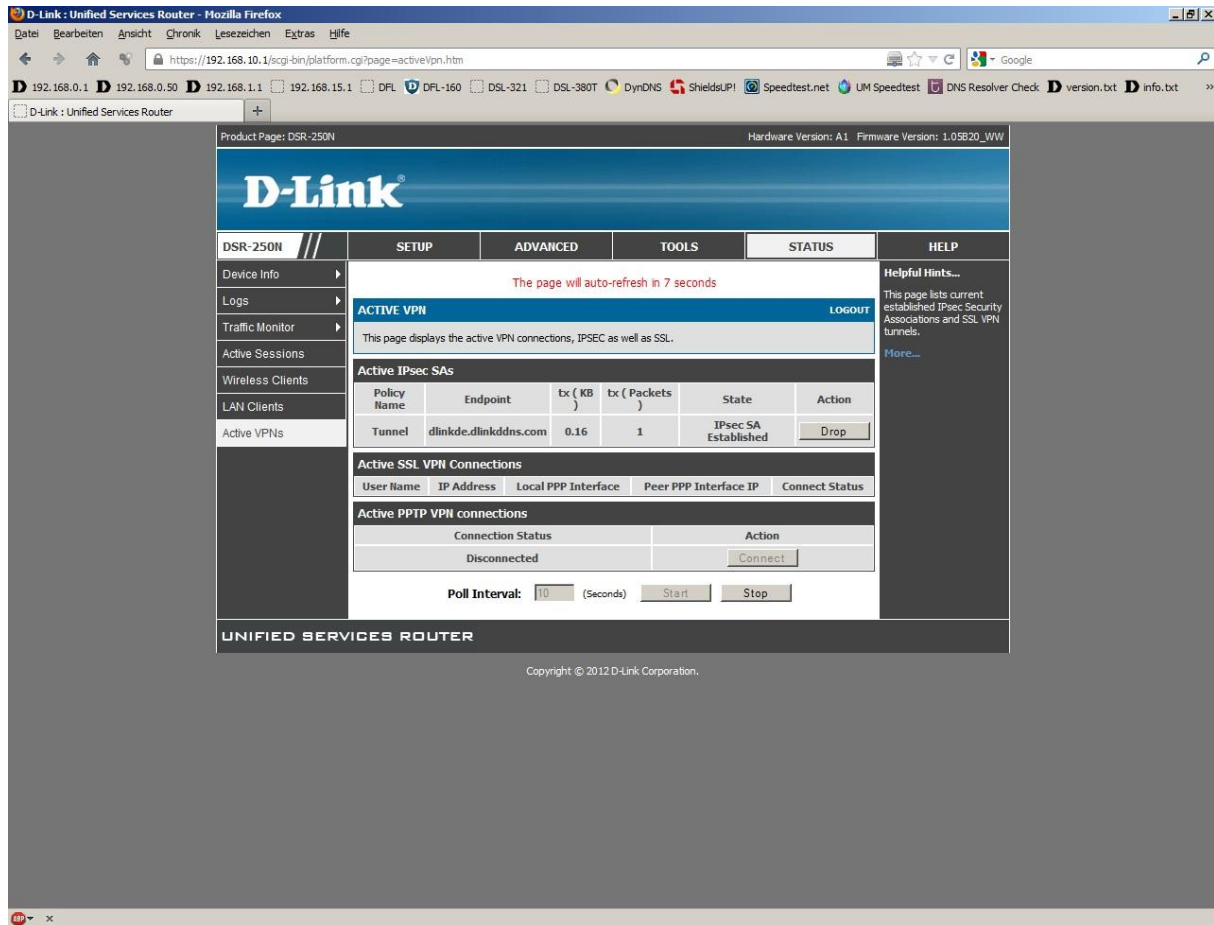 D-Link : Unified Services Router - Mozilla Firefox
Datei Bearbeiten Ansicht Chronik Lesezeichen Extras Hilfe
https://192.168.10.1/scgi-bin/platform.cgi?page=activeVpn.htm Google
192.168.0.1 192.168.0.50 192.168.1.1 192.168.15.1 DFL DFL-160 DSL-321 DSL-380T DynDNS ShieldsUP! Speedtest.net UM Speedtest DNS Resolver Check version.txt info.txt »
D-Link : Unified Services Router +
Product Page: DSR-250N Hardware Version: A1 Firmware Version: 1.05B20_WW
D-Link®
DSR-250N // SETUP ADVANCED TOOLS STATUS HELP
Device Info
Logs
Traffic Monitor
Active Sessions
Wireless Clients
LAN Clients
Active VPNs
The page will auto-refresh in 7 seconds
ACTIVE VPN LOGOUT
This page displays the active VPN connections, IPSEC as well as SSL.
Active IPsec SAs
Policy Name Endpoint tx ( KB ) tx ( Packets ) State Action
Tunnel dlinkde.dlinkddns.com 0.16 1 IPsec SA Established Drop
Active SSL VPN Connections
User Name IP Address Local PPP Interface Peer PPP Interface IP Connect Status
Active PPTP VPN connections
Connection Status Action
Disconnected Connect
Poll Interval: 10 (Seconds) Start Stop
Helpful Hints...
This page lists current
established IPsec Security
Associations and SSL VPN
tunnels.
More...
UNIFIED SERVICES ROUTER
Copyright © 2012 D-Link Corporation.
ABP x